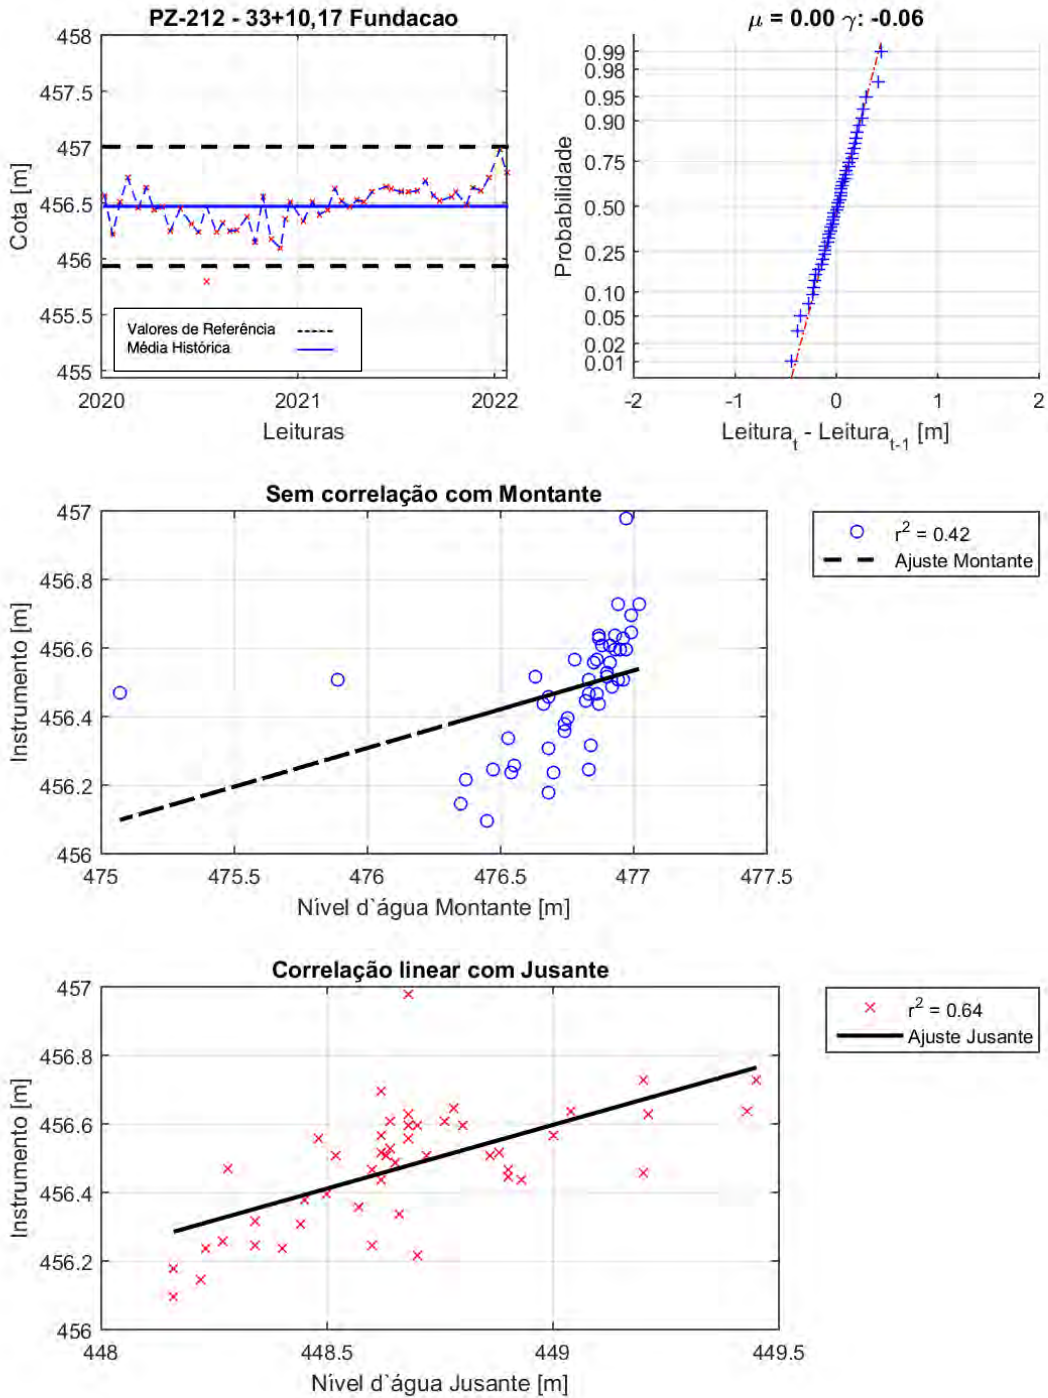 PZ-212 - 33+10,17 Fundacao
458
457.5
457
456.5
456
455.5
455
Cota [m]
Valores de Referência
Média Histórica
2020
2021
2022
Leituras
μ = 0.00 γ: -0.06
0.99
0.98
0.95
0.90
0.75
0.50
0.25
0.10
0.05
0.02
0.01
Probabilidade
-2
-1
0
1
2
Leitura_t - Leitura_t-1 [m]
Sem correlação com Montante
457
456.8
456.6
456.4
456.2
456
Instrumento [m]
475
475.5
476
476.5
477
477.5
Nível d`água Montante [m]
r² = 0.42
Ajuste Montante
Correlação linear com Jusante
457
456.8
456.6
456.4
456.2
456
Instrumento [m]
448
448.5
449
449.5
Nível d`água Jusante [m]
r² = 0.64
Ajuste Jusante